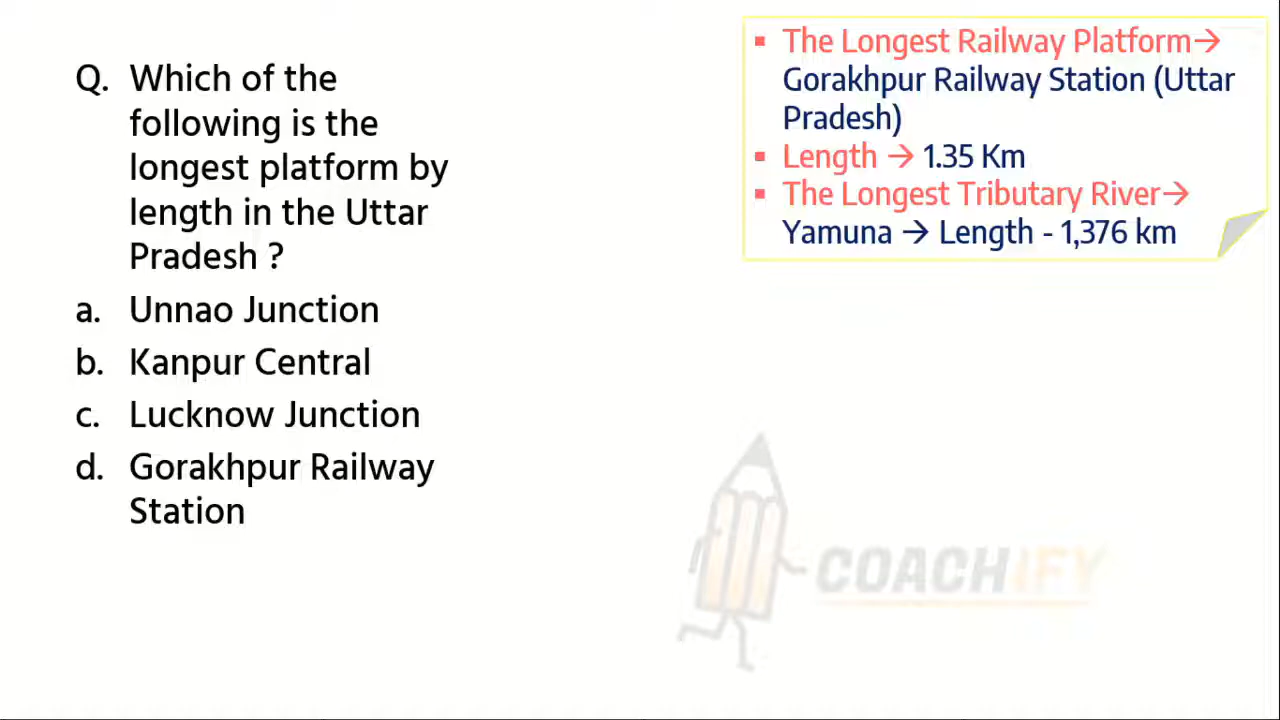 Q. Which of the
following is the
longest platform by
length in the Uttar
Pradesh ?
a. Unnao Junction
b. Kanpur Central
c. Lucknow Junction
d. Gorakhpur Railway
Station
▪ The Longest Railway Platform→
Gorakhpur Railway Station (Uttar
Pradesh)
▪ Length → 1.35 Km
▪ The Longest Tributary River→
Yamuna → Length - 1,376 km
COACHIFY